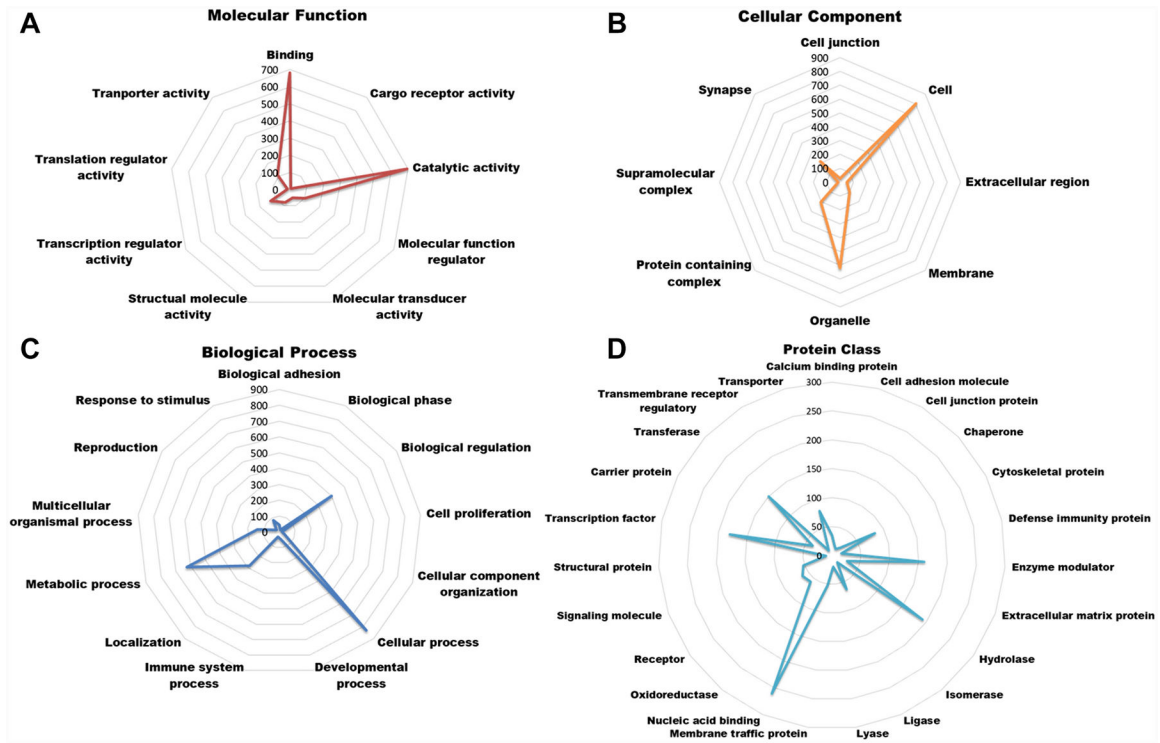 A
Molecular Function
Binding
700
600
500
400
300
200
100
0
Cargo receptor activity
Catalytic activity
Molecular function
regulator
Molecular transducer
activity
Structual molecule
activity
Transcription regulator
activity
Translation regulator
activity
Tranporter activity
B
Cellular Component
Cell junction
900
800
700
600
500
400
300
200
100
0
Cell
Extracellular region
Membrane
Organelle
Protein containing
complex
Supramolecular
complex
Synapse
C
Biological Process
Biological adhesion
900
800
700
600
500
400
300
200
100
0
Biological phase
Biological regulation
Cell proliferation
Cellular component
organization
Cellular process
Developmental
process
Immune system
process
Localization
Metabolic process
Multicellular
organismal process
Reproduction
Response to stimulus
D
Protein Class
Calcium binding protein
300
250
200
150
100
50
0
Cell adhesion molecule
Cell junction protein
Chaperone
Cytoskeletal protein
Defense immunity protein
Enzyme modulator
Extracellular matrix protein
Hydrolase
Isomerase
Ligase
Lyase
Membrane traffic protein
Nucleic acid binding
Oxidoreductase
Receptor
Signaling molecule
Structural protein
Transcription factor
Carrier protein
Transferase
Transmembrane receptor
regulatory
Transporter